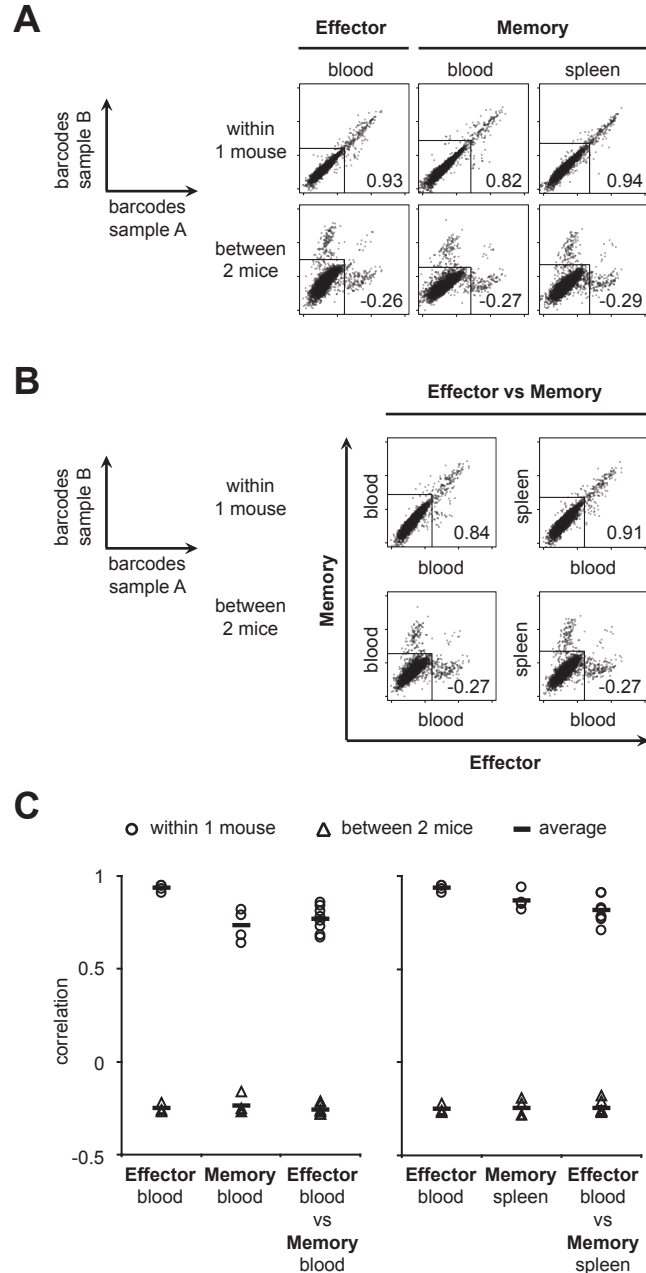 A
Effector
Memory
blood
blood
spleen
barcodes
sample B
barcodes
sample A
within
1 mouse
0.93
0.82
0.94
between
2 mice
-0.26
-0.27
-0.29
B
Effector vs Memory
barcodes
sample B
barcodes
sample A
within
1 mouse
between
2 mice
Memory
blood
0.84
blood
spleen
0.91
blood
blood
-0.27
blood
spleen
-0.27
blood
Effector
C
within 1 mouse
between 2 mice
average
correlation
1
0.5
0
-0.5
Effector
blood
Memory
blood
Effector
blood
vs
Memory
blood
Effector
blood
Memory
spleen
Effector
blood
vs
Memory
spleen